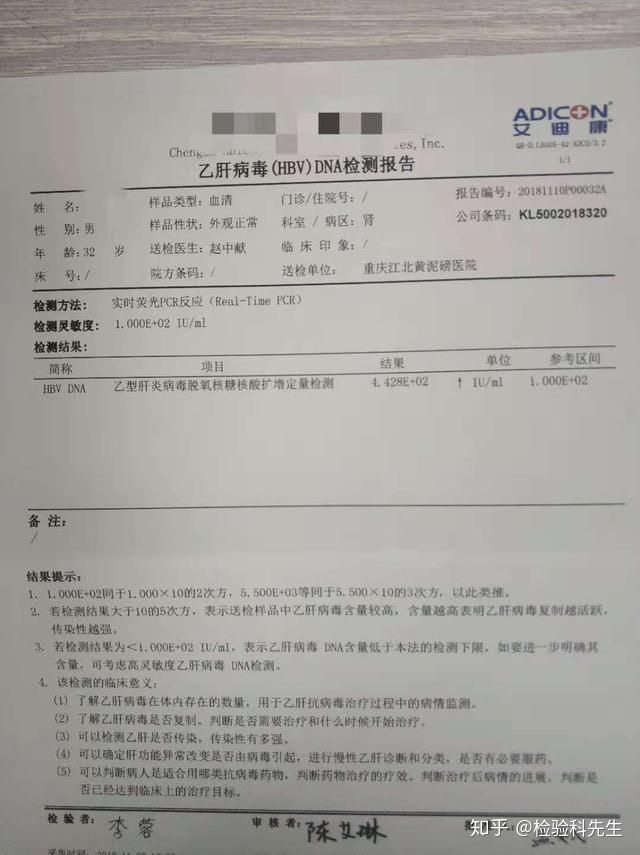 ADICON
艾迪康
es, Inc.
乙肝病毒(HBV)DNA检测报告
1/1
姓 名: 样品类型: 血清 门诊/住院号: / 报告编号: 20181110P00032A
性 别: 男 样品性状: 外观正常 科室 / 病区: 肾 公司条码: KL5002018320
年 龄: 32 岁 送检医生: 赵中献 临 床 印 象: /
床 号: / 院方条码: / 送检单位: 重庆江北黄泥磅医院
检测方法: 实时荧光PCR反应(Real-Time PCR)
检测灵敏度: 1.000E+02 IU/ml
检测结果:
简称 项目 结果 单位 参考区间
HBV DNA 乙型肝炎病毒脱氧核糖核酸扩增定量检测 4.428E+02 ↑ IU/ml 1.000E+02
备 注:
/
结果提示:
1. 1.000E+02同于1.000×10的2次方, 5.500E+03等同于5.500×10的3次方, 以此类推。
2. 若检测结果大于10的5次方, 表示送检样品中乙肝病毒含量较高, 含量越高表明乙肝病毒复制越活跃,
传染性越强。
3. 若检测结果为<1.000E+02 IU/ml, 表示乙肝病毒 DNA含量低于本法的检测下限, 如要进一步明确其
含量, 可考虑高灵敏度乙肝病毒 DNA检测。
4. 该检测的临床意义:
(1) 了解乙肝病毒在体内存在的数量, 用于乙肝抗病毒治疗过程中的病情监测。
(2) 了解乙肝病毒是否复制。判断是否需要治疗和什么时候开始治疗。
(3) 可以检测乙肝是否传染, 传染性有多强。
(4) 可以确定肝功能异常改变是否由病毒引起, 进行慢性乙肝诊断和分类, 是否有必要服药。
(5) 可以判断病人是适合用哪类抗病毒药物, 判断药物治疗的疗效。判断治疗后病情的进展, 判断是
否已经达到临床上的治疗目标。
检 验 者: 李蓉 审 核 者: 陈艾琳
知乎 @检验科先生